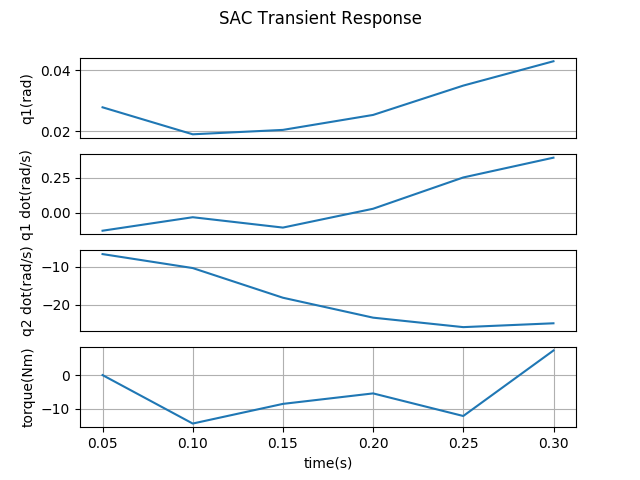 SAC Transient Response
q1(rad)
0.04
0.02
q1 dot(rad/s)
0.25
0.00
q2 dot(rad/s)
−10
−20
torque(Nm)
0
−10
0.05 0.10 0.15 0.20 0.25 0.30
time(s)